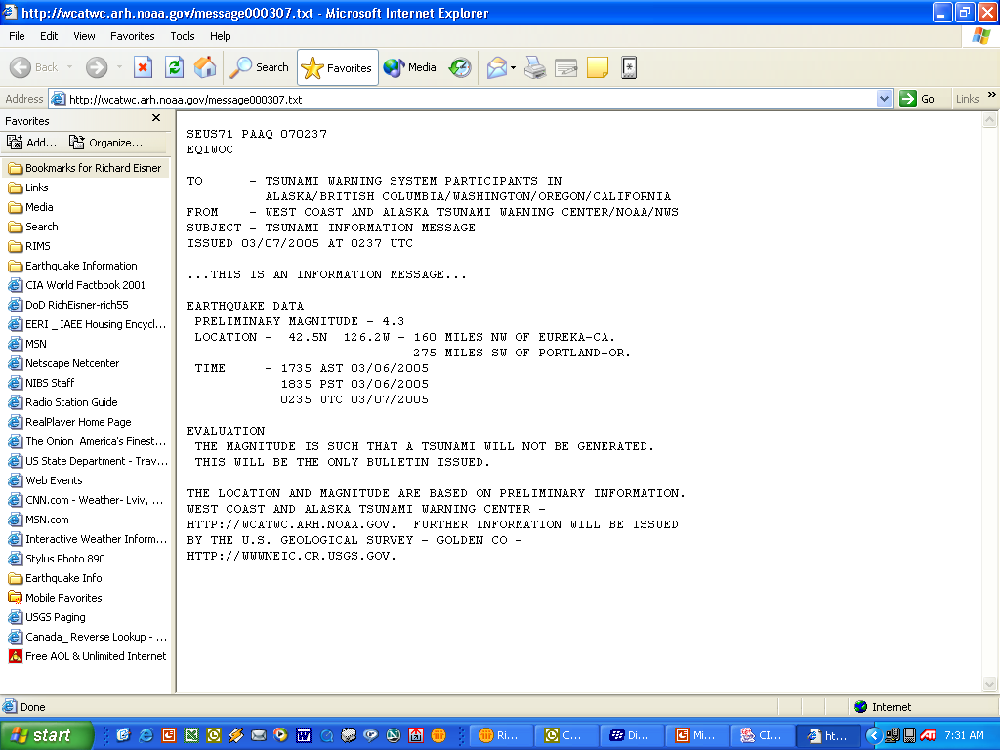 http://wcatwc.arh.noaa.gov/message000307.txt - Microsoft Internet Explorer
File Edit View Favorites Tools Help
Back Search Favorites Media
Address http://wcatwc.arh.noaa.gov/message000307.txt Go Links »
Favorites
Add... Organize...
Bookmarks for Richard Eisner
Links
Media
Search
RIMS
Earthquake Information
CIA World Factbook 2001
DoD RichEisner-rich55
EERI _ IAEE Housing Encycl...
MSN
Netscape Netcenter
NIBS Staff
Radio Station Guide
RealPlayer Home Page
The Onion America's Finest...
US State Department - Trav...
Web Events
CNN.com - Weather- Lviv, ...
MSN.com
Interactive Weather Inform...
Stylus Photo 890
Earthquake Info
Mobile Favorites
USGS Paging
Canada_ Reverse Lookup - ...
Free AOL & Unlimited Internet
SEUS71 PAAQ 070237
EQIWOC
TO - TSUNAMI WARNING SYSTEM PARTICIPANTS IN
ALASKA/BRITISH COLUMBIA/WASHINGTON/OREGON/CALIFORNIA
FROM - WEST COAST AND ALASKA TSUNAMI WARNING CENTER/NOAA/NWS
SUBJECT - TSUNAMI INFORMATION MESSAGE
ISSUED 03/07/2005 AT 0237 UTC
...THIS IS AN INFORMATION MESSAGE...
EARTHQUAKE DATA
PRELIMINARY MAGNITUDE - 4.3
LOCATION - 42.5N 126.2W - 160 MILES NW OF EUREKA-CA.
275 MILES SW OF PORTLAND-OR.
TIME - 1735 AST 03/06/2005
1835 PST 03/06/2005
0235 UTC 03/07/2005
EVALUATION
THE MAGNITUDE IS SUCH THAT A TSUNAMI WILL NOT BE GENERATED.
THIS WILL BE THE ONLY BULLETIN ISSUED.
THE LOCATION AND MAGNITUDE ARE BASED ON PRELIMINARY INFORMATION.
WEST COAST AND ALASKA TSUNAMI WARNING CENTER -
HTTP://WCATWC.ARH.NOAA.GOV. FURTHER INFORMATION WILL BE ISSUED
BY THE U.S. GEOLOGICAL SURVEY - GOLDEN CO -
HTTP://WWWNEIC.CR.USGS.GOV.
Done Internet
start Ri... C... Di... Mi... CI... ht... 7:31 AM